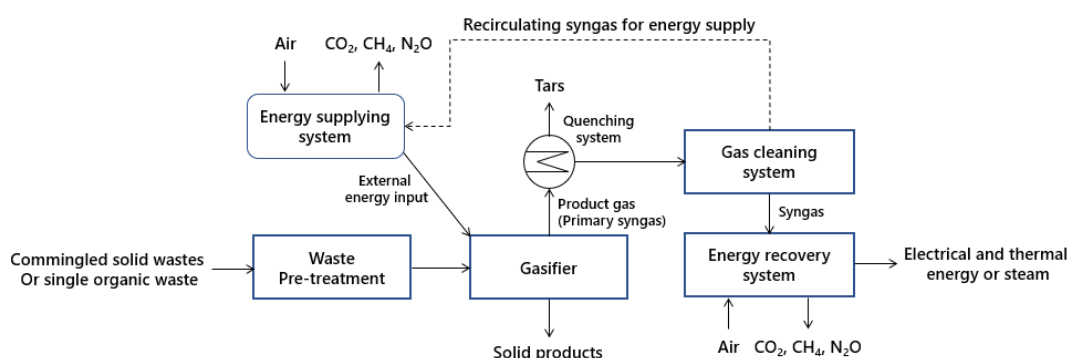 Recirculating syngas for energy supply
Air
CO₂, CH₄, N₂O
Energy supplying
system
Tars
Quenching
system
Gas cleaning
system
External
energy input
Product gas
(Primary syngas)
Syngas
Commingled solid wastes
Or single organic waste
Waste
Pre-treatment
Gasifier
Energy recovery
system
Electrical and thermal
energy or steam
Solid products
Air
CO₂, CH₄, N₂O